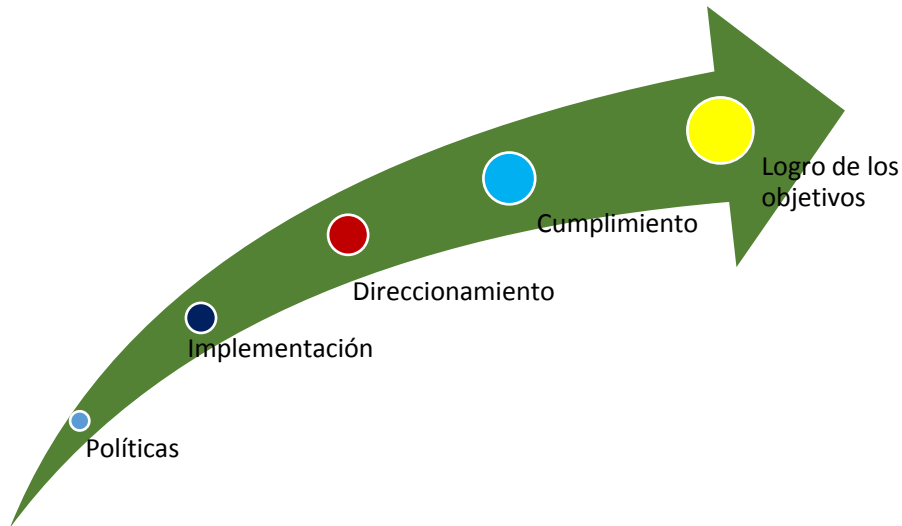 Políticas
Implementación
Direccionamiento
Cumplimiento
Logro de los
objetivos